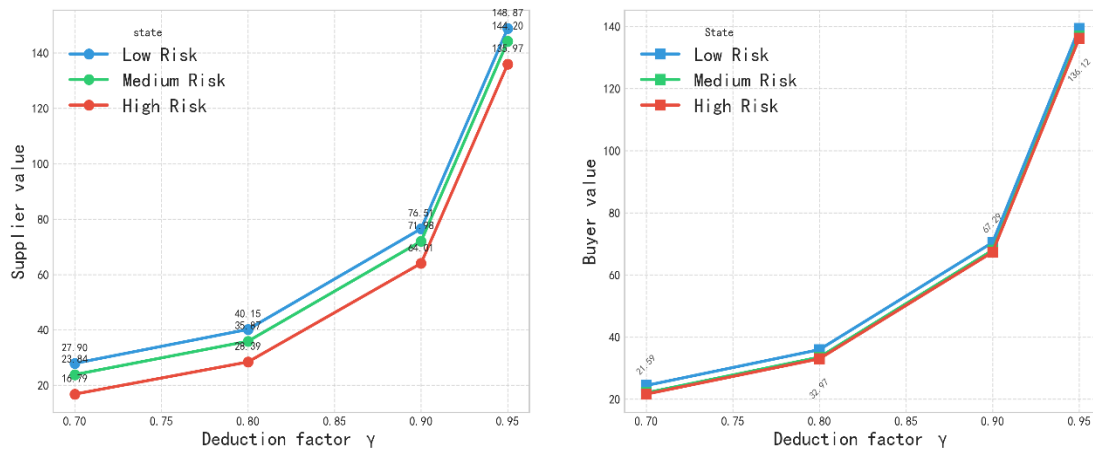 148.87
144.20
135.97
state
Low Risk
Medium Risk
High Risk
140
120
100
80
60
40
20
Supplier value
76.51
71.98
64.01
40.15
35.87
28.39
27.90
23.84
16.79
0.70 0.75 0.80 0.85 0.90 0.95
Deduction factor γ
State
Low Risk
Medium Risk
High Risk
140
120
100
80
60
40
20
Buyer value
136.12
67.29
32.97
21.59
0.70 0.75 0.80 0.85 0.90 0.95
Deduction factor γ